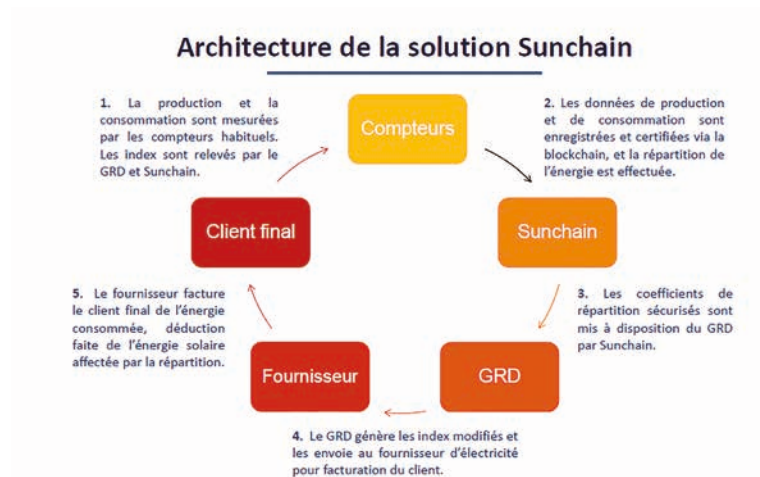 Architecture de la solution Sunchain
1. La production et la
consommation sont mesurées
par les compteurs habituels.
Les index sont relevés par le
GRD et Sunchain.
Compteurs
2. Les données de production
et de consommation sont
enregistrées et certifiées via la
blockchain, et la répartition de
l'énergie est effectuée.
Client final
Sunchain
5. Le fournisseur facture
le client final de l'énergie
consommée, déduction
faite de l'énergie solaire
affectée par la répartition.
3. Les coefficients de
répartition sécurisés sont
mis à disposition du GRD
par Sunchain.
Fournisseur
GRD
4. Le GRD génère les index modifiés et
les envoie au fournisseur d'électricité
pour facturation du client.